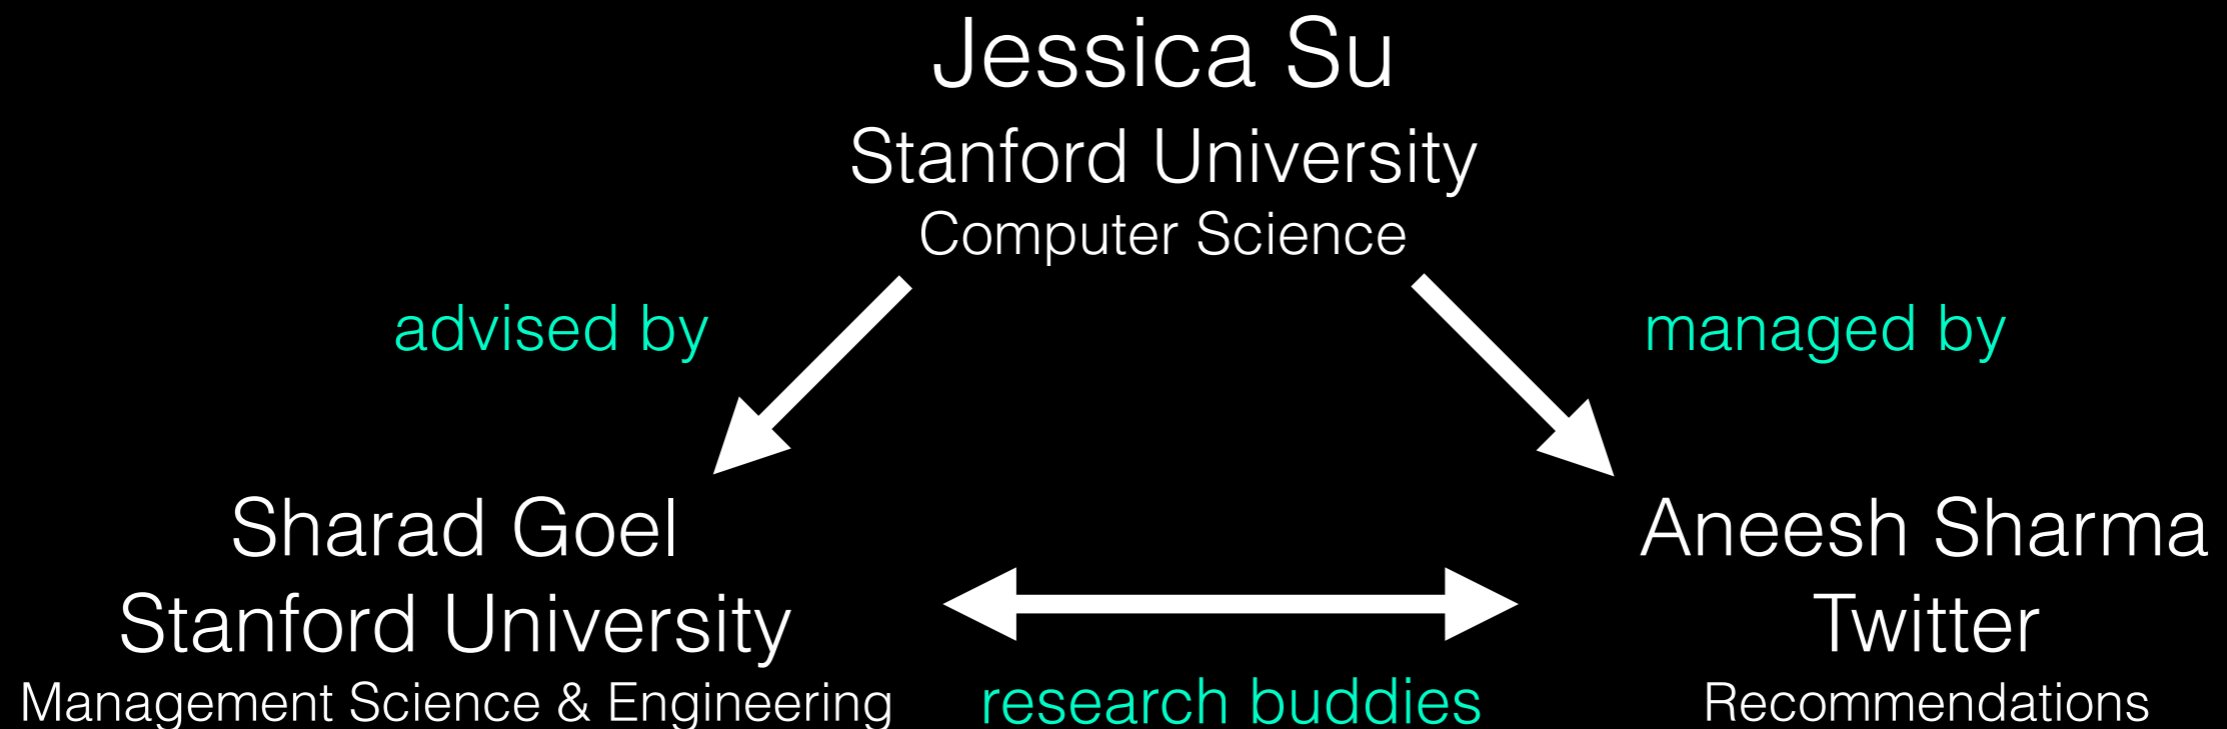 Jessica Su
Stanford University
Computer Science
advised by
managed by
Sharad Goel
Stanford University
Management Science & Engineering
research buddies
Aneesh Sharma
Twitter
Recommendations